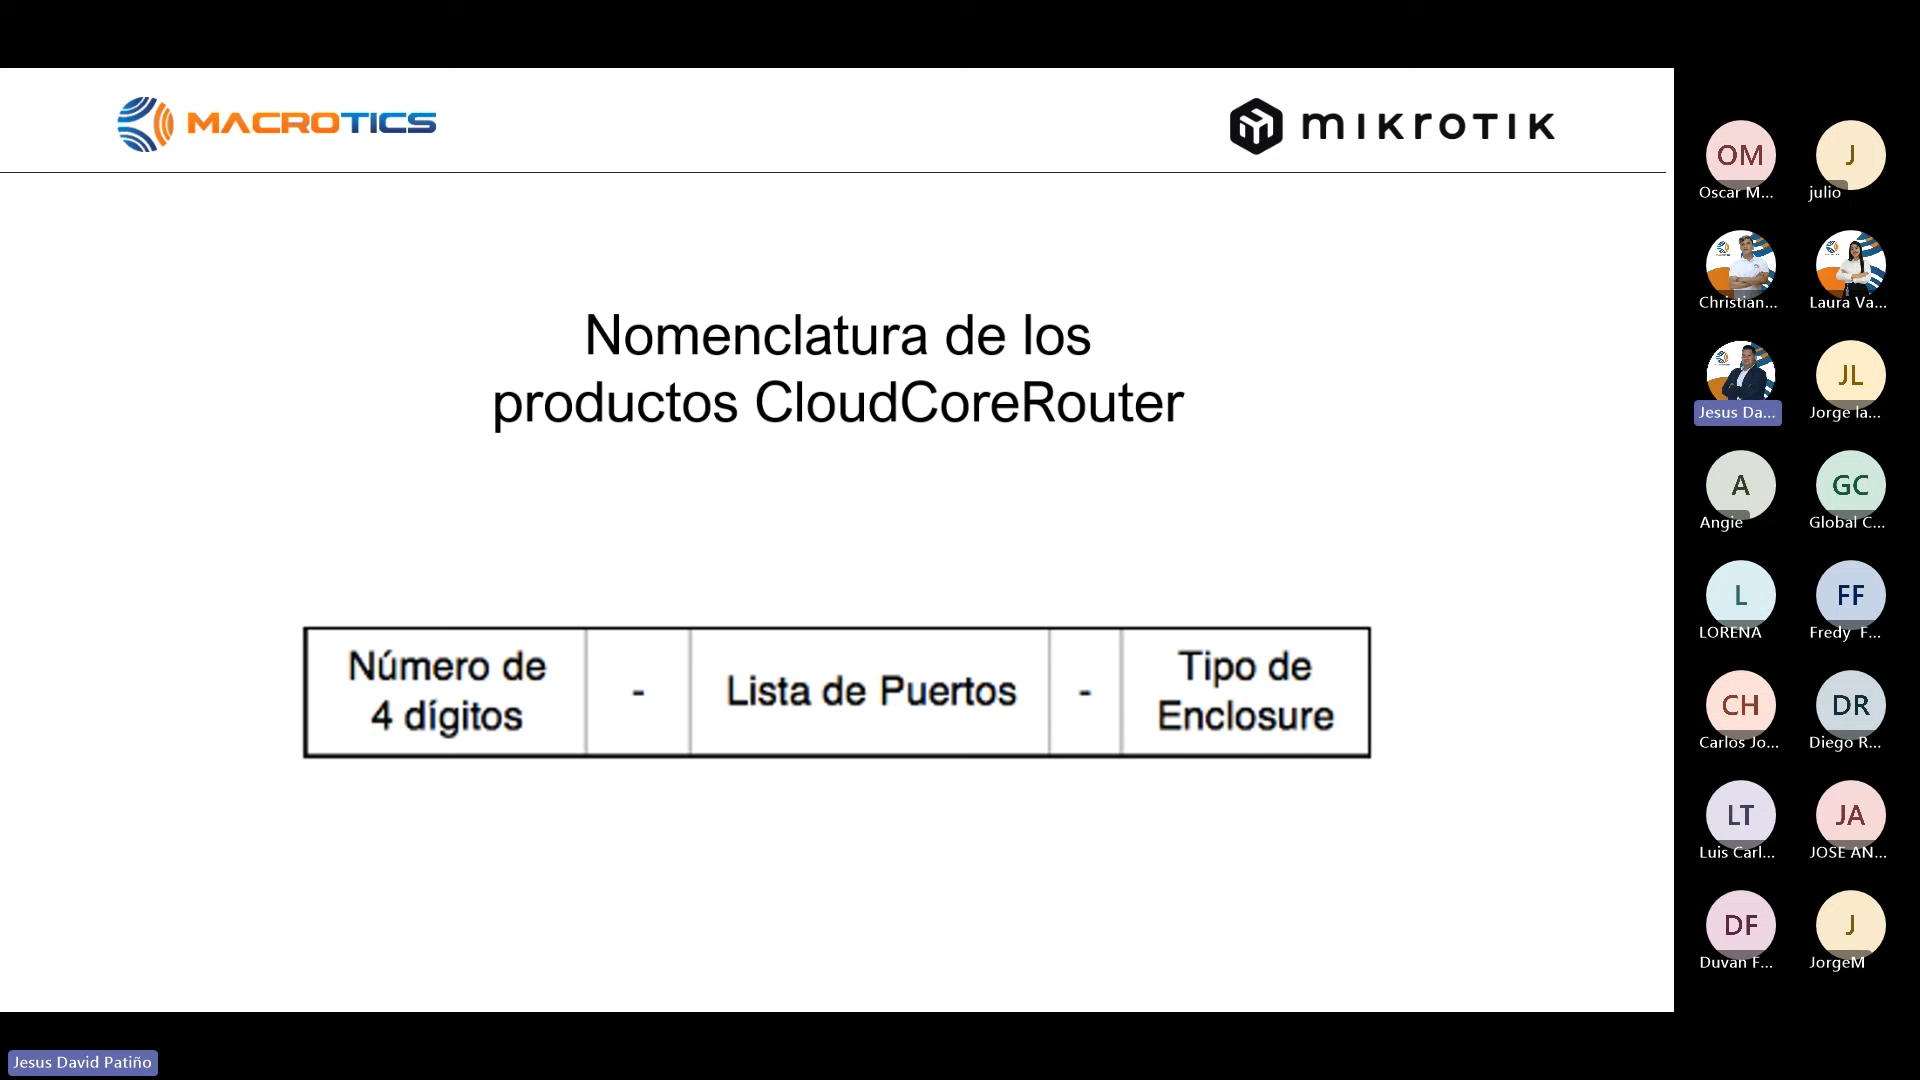 MACROTICS
mikrotik
Nomenclatura de los
productos CloudCoreRouter
Número de
4 dígitos
-
Lista de Puertos
-
Tipo de
Enclosure
OM
Oscar M...
J
julio
Christian...
Laura Va...
Jesus Da...
JL
Jorge la...
A
Angie
GC
Global C...
L
LORENA
FF
Fredy F...
CH
Carlos Jo...
DR
Diego R...
LT
Luis Carl...
JA
JOSE AN...
DF
Duvan F...
J
JorgeM
Jesus David Patiño